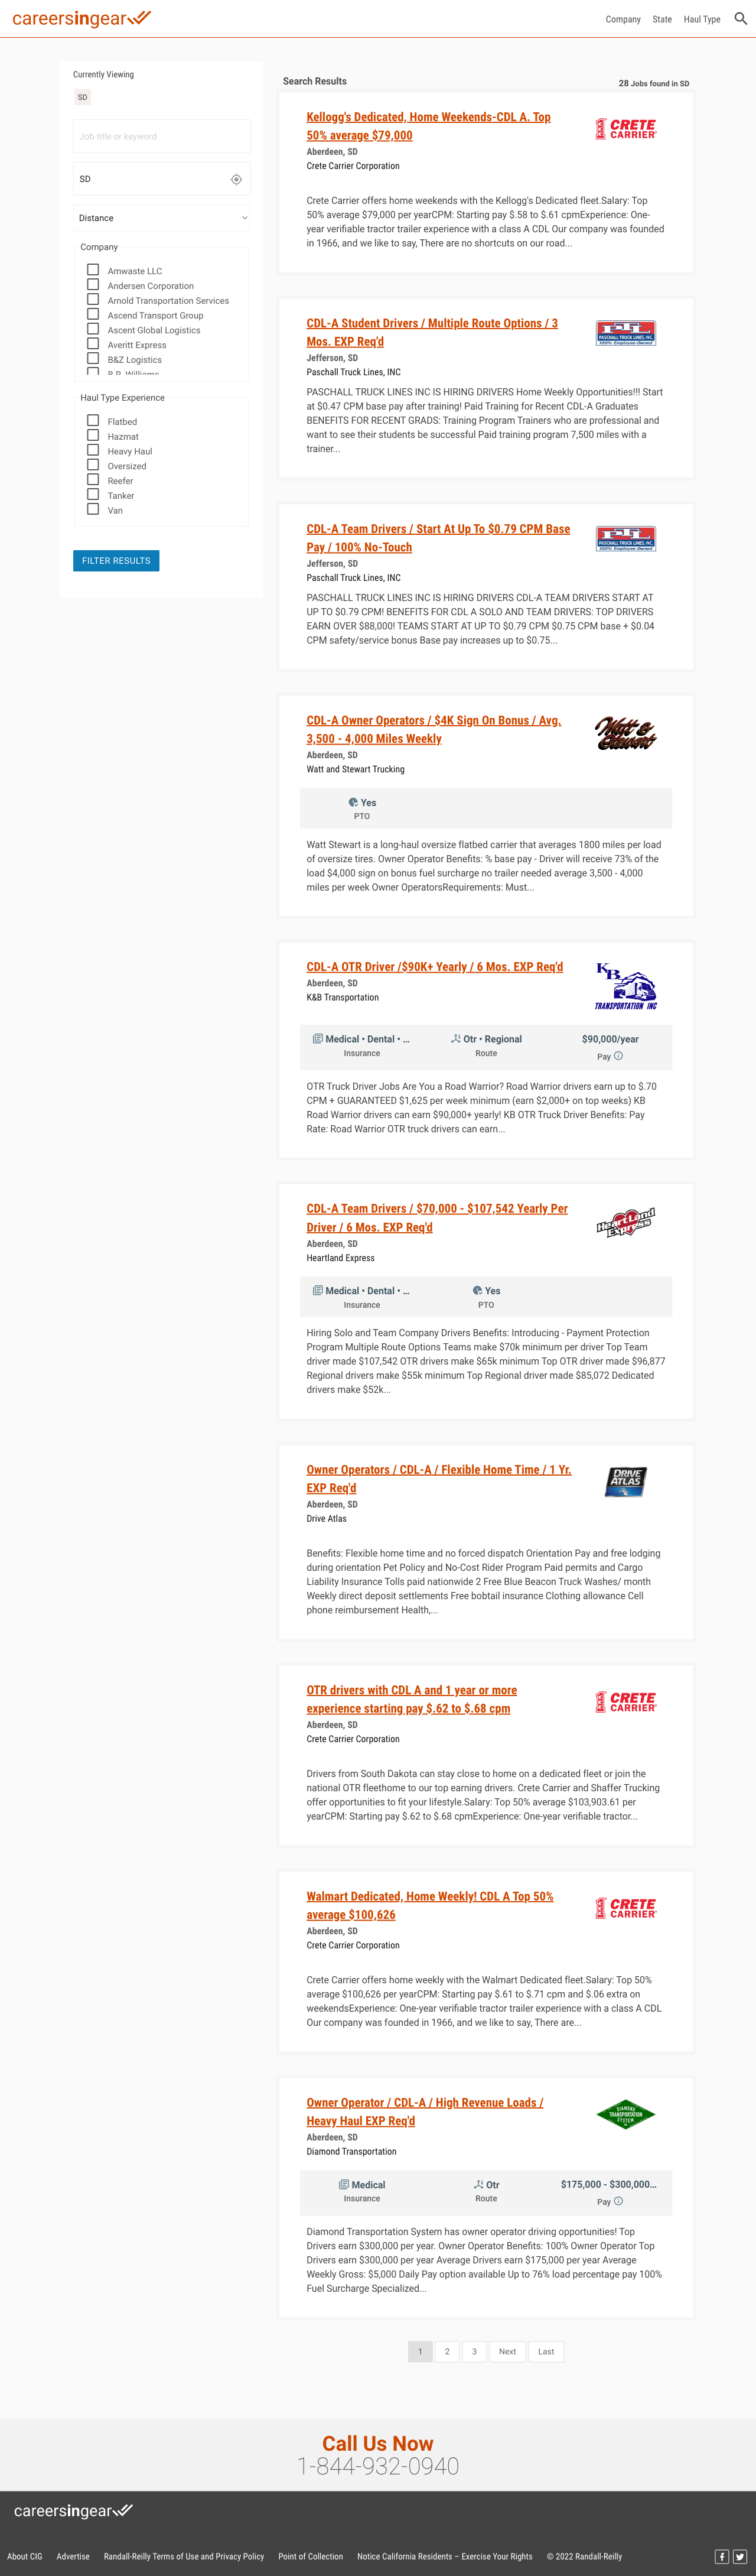 careersingear
Company State Haul Type
Currently Viewing
SD
Job title or keyword
SD
Distance
Company
Amwaste LLC
Andersen Corporation
Arnold Transportation Services
Ascend Transport Group
Ascent Global Logistics
Averitt Express
B&Z Logistics
Haul Type Experience
Flatbed
Hazmat
Heavy Haul
Oversized
Reefer
Tanker
Van
FILTER RESULTS
Search Results
28 Jobs found in SD
Kellogg's Dedicated, Home Weekends-CDL A. Top
50% average $79,000
Aberdeen, SD
Crete Carrier Corporation
CRETE
CARRIER
Crete Carrier offers home weekends with the Kellogg's Dedicated fleet.Salary: Top
50% average $79,000 per yearCPM: Starting pay $.58 to $.61 cpmExperience: One-
year verifiable tractor trailer experience with a class A CDL Our company was founded
in 1966, and we like to say, There are no shortcuts on our road...
CDL-A Student Drivers / Multiple Route Options / 3
Mos. EXP Req'd
Jefferson, SD
Paschall Truck Lines, INC
PTL
PASCHALL TRUCK LINES, INC.
100% Employee-Owned
PASCHALL TRUCK LINES INC IS HIRING DRIVERS Home Weekly Opportunities!!! Start
at $0.47 CPM base pay after training! Paid Training for Recent CDL-A Graduates
BENEFITS FOR RECENT GRADS: Training Program Trainers who are professional and
want to see their students be successful Paid training program 7,500 miles with a
trainer...
CDL-A Team Drivers / Start At Up To $0.79 CPM Base
Pay / 100% No-Touch
Jefferson, SD
Paschall Truck Lines, INC
PTL
PASCHALL TRUCK LINES, INC.
100% Employee-Owned
PASCHALL TRUCK LINES INC IS HIRING DRIVERS CDL-A TEAM DRIVERS START AT
UP TO $0.79 CPM! BENEFITS FOR CDL A SOLO AND TEAM DRIVERS: TOP DRIVERS
EARN OVER $88,000! TEAMS START AT UP TO $0.79 CPM $0.75 CPM base + $0.04
CPM safety/service bonus Base pay increases up to $0.75...
CDL-A Owner Operators / $4K Sign On Bonus / Avg.
3,500 - 4,000 Miles Weekly
Aberdeen, SD
Watt and Stewart Trucking
Watt &
Stewart
Yes
PTO
Watt Stewart is a long-haul oversize flatbed carrier that averages 1800 miles per load
of oversize tires. Owner Operator Benefits: % base pay - Driver will receive 73% of the
load $4,000 sign on bonus fuel surcharge no trailer needed average 3,500 - 4,000
miles per week Owner OperatorsRequirements: Must...
CDL-A OTR Driver /$90K+ Yearly / 6 Mos. EXP Req'd
Aberdeen, SD
K&B Transportation
KB
TRANSPORTATION INC
Medical • Dental • ...
Insurance
Otr • Regional
Route
$90,000/year
Pay
OTR Truck Driver Jobs Are You a Road Warrior? Road Warrior drivers earn up to $.70
CPM + GUARANTEED $1,625 per week minimum (earn $2,000+ on top weeks) KB
Road Warrior drivers can earn $90,000+ yearly! KB OTR Truck Driver Benefits: Pay
Rate: Road Warrior OTR truck drivers can earn...
CDL-A Team Drivers / $70,000 - $107,542 Yearly Per
Driver / 6 Mos. EXP Req'd
Aberdeen, SD
Heartland Express
HeartLand
Express
Medical • Dental • ...
Insurance
Yes
PTO
Hiring Solo and Team Company Drivers Benefits: Introducing - Payment Protection
Program Multiple Route Options Teams make $70k minimum per driver Top Team
driver made $107,542 OTR drivers make $65k minimum Top OTR driver made $96,877
Regional drivers make $55k minimum Top Regional driver made $85,072 Dedicated
drivers make $52k...
Owner Operators / CDL-A / Flexible Home Time / 1 Yr.
EXP Req'd
Aberdeen, SD
Drive Atlas
DRIVE
ATLAS
Benefits: Flexible home time and no forced dispatch Orientation Pay and free lodging
during orientation Pet Policy and No-Cost Rider Program Paid permits and Cargo
Liability Insurance Tolls paid nationwide 2 Free Blue Beacon Truck Washes/ month
Weekly direct deposit settlements Free bobtail insurance Clothing allowance Cell
phone reimbursement Health,...
OTR drivers with CDL A and 1 year or more
experience starting pay $.62 to $.68 cpm
Aberdeen, SD
Crete Carrier Corporation
CRETE
CARRIER
Drivers from South Dakota can stay close to home on a dedicated fleet or join the
national OTR fleethome to our top earning drivers. Crete Carrier and Shaffer Trucking
offer opportunities to fit your lifestyle.Salary: Top 50% average $103,903.61 per
yearCPM: Starting pay $.62 to $.68 cpmExperience: One-year verifiable tractor...
Walmart Dedicated, Home Weekly! CDL A Top 50%
average $100,626
Aberdeen, SD
Crete Carrier Corporation
CRETE
CARRIER
Crete Carrier offers home weekly with the Walmart Dedicated fleet.Salary: Top 50%
average $100,626 per yearCPM: Starting pay $.61 to $.71 cpm and $.06 extra on
weekendsExperience: One-year verifiable tractor trailer experience with a class A CDL
Our company was founded in 1966, and we like to say, There are...
Owner Operator / CDL-A / High Revenue Loads /
Heavy Haul EXP Req'd
Aberdeen, SD
Diamond Transportation
DIAMOND
TRANSPORTATION
SYSTEM
Medical
Insurance
Otr
Route
$175,000 - $300,000...
Pay
Diamond Transportation System has owner operator driving opportunities! Top
Drivers earn $300,000 per year. Owner Operator Benefits: 100% Owner Operator Top
Drivers earn $300,000 per year Average Drivers earn $175,000 per year Average
Weekly Gross: $5,000 Daily Pay option available Up to 76% load percentage pay 100%
Fuel Surcharge Specialized...
1 2 3 Next Last
Call Us Now
1-844-932-0940
careersingear
About CIG Advertise Randall-Reilly Terms of Use and Privacy Policy Point of Collection Notice California Residents – Exercise Your Rights © 2022 Randall-Reilly